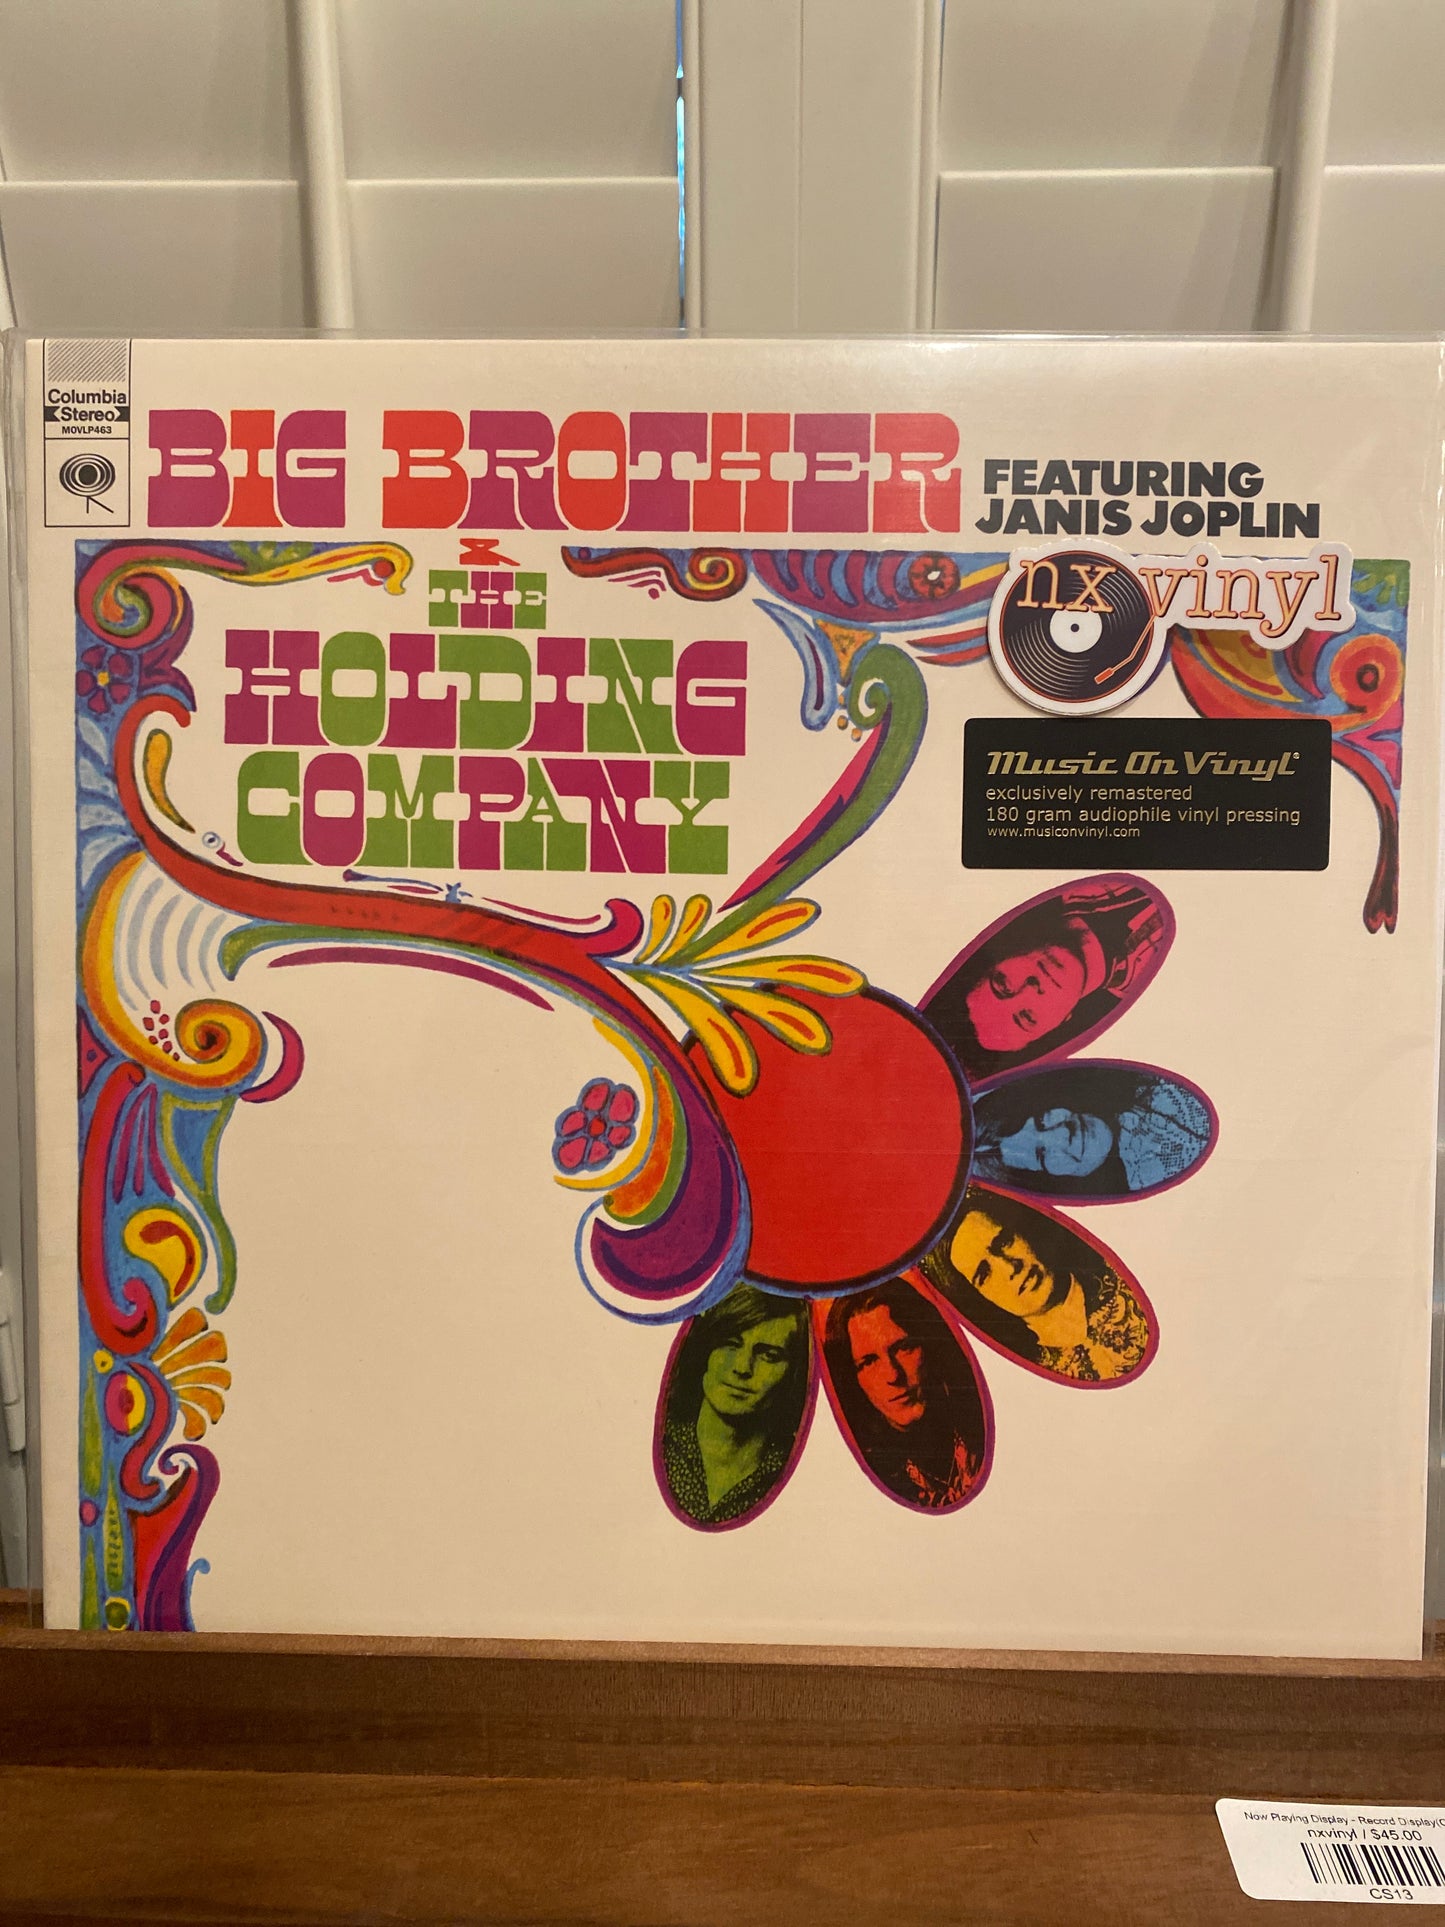 Columbia
Stereo
MOVLP463
BIG BROTHER
FEATURING
JANIS JOPLIN
&
THE
HOLDING
COMPANY
nx vinyl
Music On Vinyl®
exclusively remastered
180 gram audiophile vinyl pressing
www.musiconvinyl.com
Now Playing Display - Record Display(
nxvinyl / $45.00
CS13